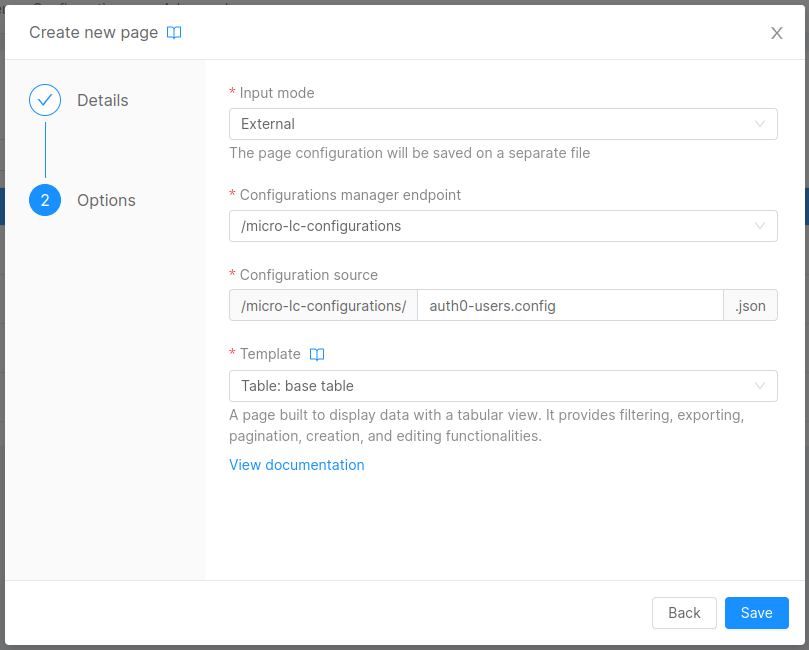 Create new page
Details
2 Options
* Input mode
External
The page configuration will be saved on a separate file
* Configurations manager endpoint
/micro-lc-configurations
* Configuration source
/micro-lc-configurations/ auth0-users.config .json
* Template
Table: base table
A page built to display data with a tabular view. It provides filtering, exporting,
pagination, creation, and editing functionalities.
View documentation
Back Save